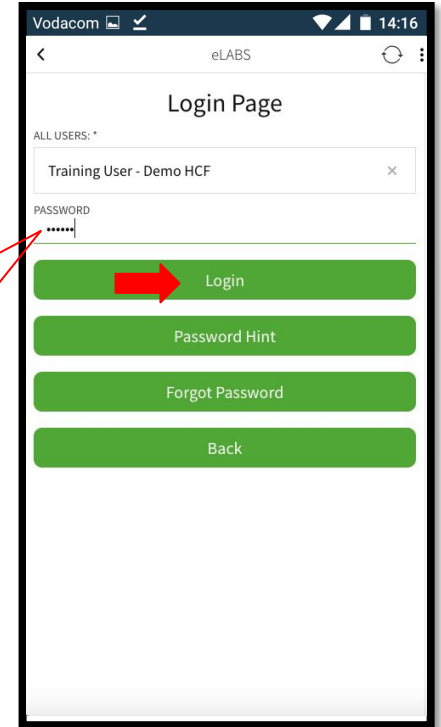 Vodacom 14:16
eLABS
Login Page
ALL USERS: *
Training User - Demo HCF ×
PASSWORD
••••••
Login
Password Hint
Forgot Password
Back